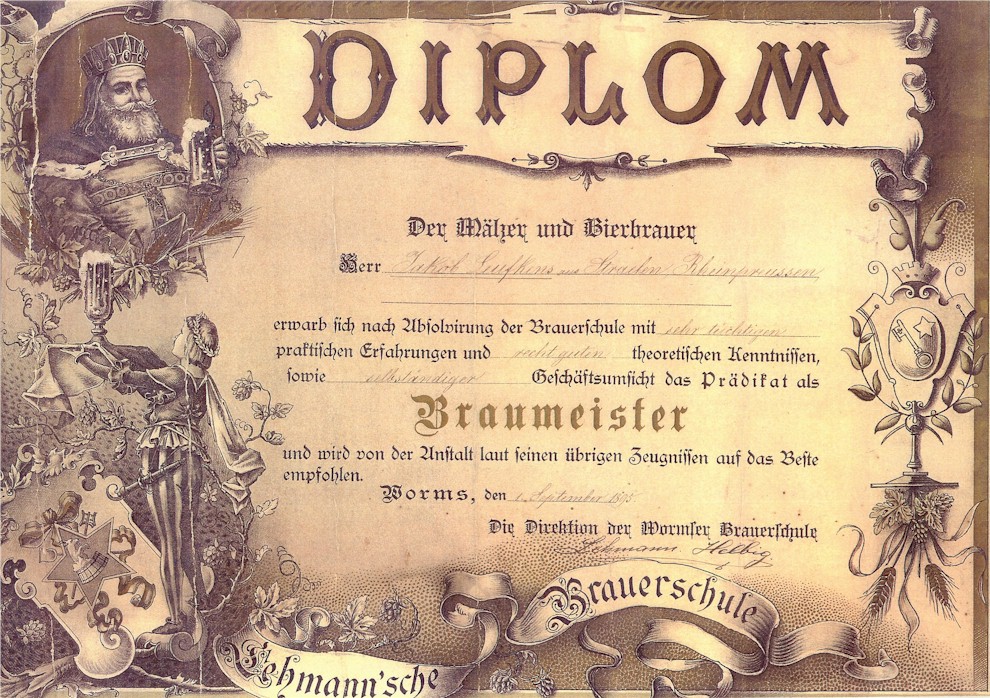 DIPLOM
Der Mälzer und Bierbrauer
Herr Jakob aus Straden Rheinpreussen
erwarb sich nach Absolvirung der Brauerschule mit sehr tüchtigen
praktischen Erfahrungen und recht guten theoretischen Kenntnissen,
sowie selbständiger Geschäftsumsicht das Prädikat als
Braumeister
und wird von der Anstalt laut seinen übrigen Zeugnissen auf das Beste
empfohlen.
Worms, den 1. September 1895
Die Direktion der Wormser Brauerschule
Lehmann. Helbig
Lehmann'sche
Brauerschule